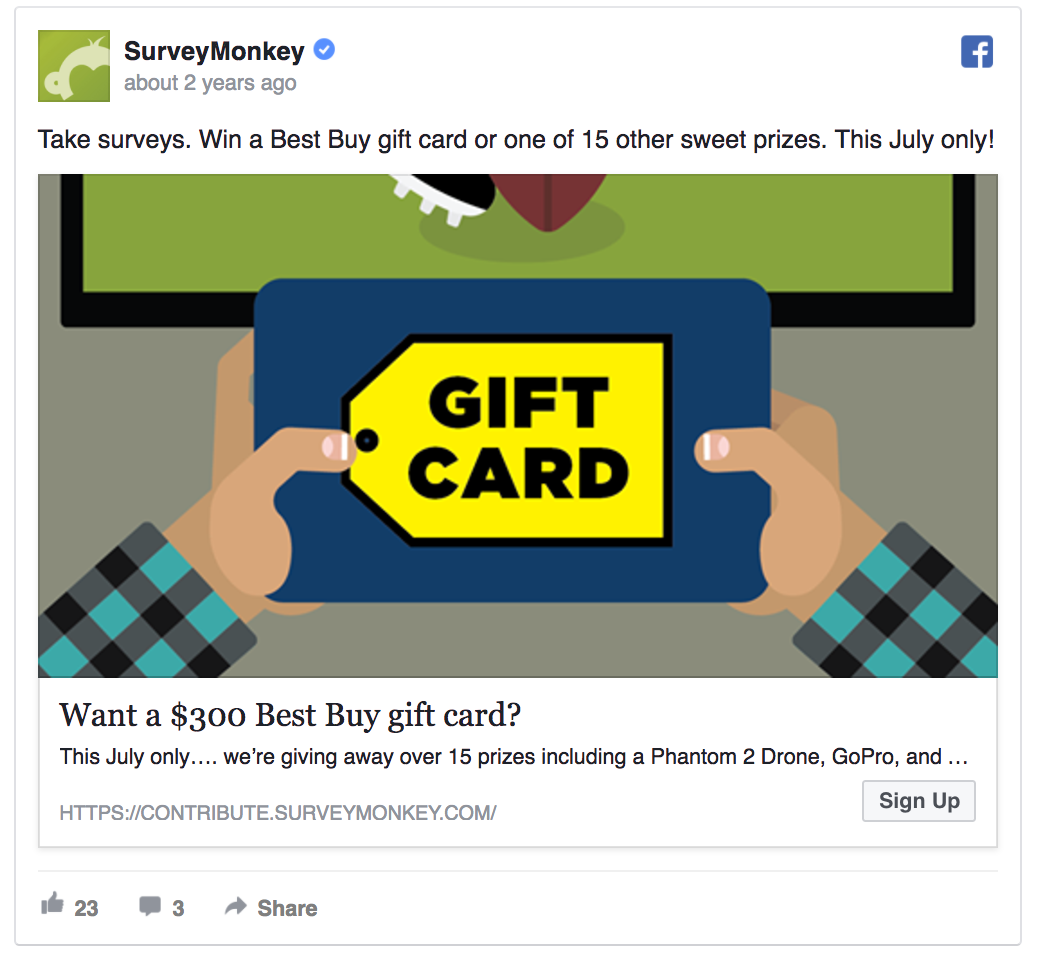 SurveyMonkey
about 2 years ago
Take surveys. Win a Best Buy gift card or one of 15 other sweet prizes. This July only!
GIFT
CARD
Want a $300 Best Buy gift card?
This July only.... we’re giving away over 15 prizes including a Phantom 2 Drone, GoPro, and ...
HTTPS://CONTRIBUTE.SURVEYMONKEY.COM/
Sign Up
23 3 Share